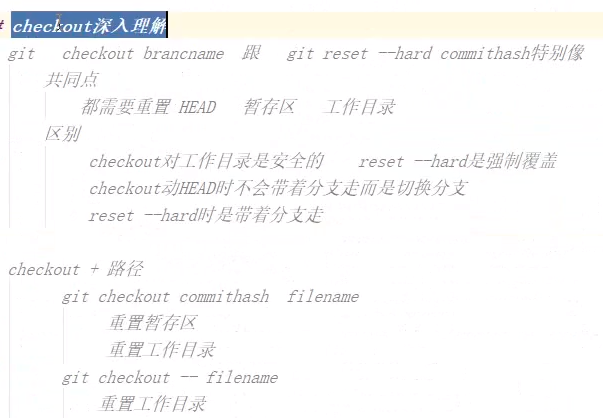 # checkout深入理解
git checkout brancname 跟 git reset --hard commithash特别像
共同点
都需要重置 HEAD 暂存区 工作目录
区别
checkout对工作目录是安全的 reset --hard是强制覆盖
checkout动HEAD时不会带着分支走而是切换分支
reset --hard时是带着分支走
checkout + 路径
git checkout commithash filename
重置暂存区
重置工作目录
git checkout -- filename
重置工作目录